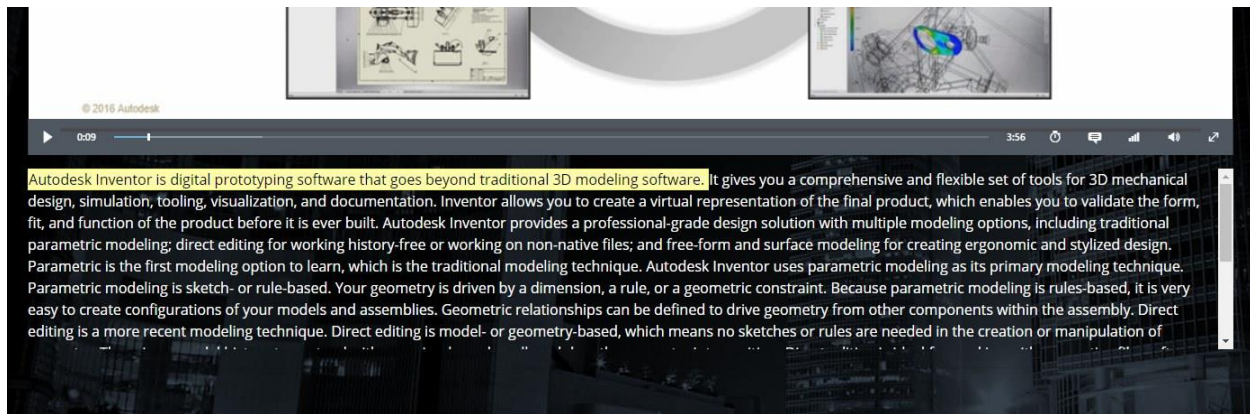 © 2016 Autodesk
0:09 3:56
Autodesk Inventor is digital prototyping software that goes beyond traditional 3D modeling software. It gives you a comprehensive and flexible set of tools for 3D mechanical
design, simulation, tooling, visualization, and documentation. Inventor allows you to create a virtual representation of the final product, which enables you to validate the form,
fit, and function of the product before it is ever built. Autodesk Inventor provides a professional-grade design solution with multiple modeling options, including traditional
parametric modeling; direct editing for working history-free or working on non-native files; and free-form and surface modeling for creating ergonomic and stylized design.
Parametric is the first modeling option to learn, which is the traditional modeling technique. Autodesk Inventor uses parametric modeling as its primary modeling technique.
Parametric modeling is sketch- or rule-based. Your geometry is driven by a dimension, a rule, or a geometric constraint. Because parametric modeling is rules-based, it is very
easy to create configurations of your models and assemblies. Geometric relationships can be defined to drive geometry from other components within the assembly. Direct
editing is a more recent modeling technique. Direct editing is model- or geometry-based, which means no sketches or rules are needed in the creation or manipulation of